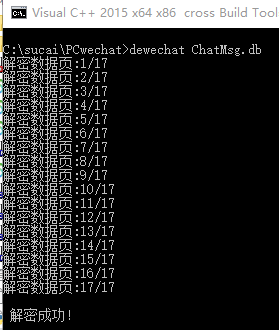 Visual C++ 2015 x64 x86 cross Build Tool
C:\sucai\PCwechat>dewechat ChatMsg.db
解密数据页:1/17
解密数据页:2/17
解密数据页:3/17
解密数据页:4/17
解密数据页:5/17
解密数据页:6/17
解密数据页:7/17
解密数据页:8/17
解密数据页:9/17
解密数据页:10/17
解密数据页:11/17
解密数据页:12/17
解密数据页:13/17
解密数据页:14/17
解密数据页:15/17
解密数据页:16/17
解密数据页:17/17
解密成功!